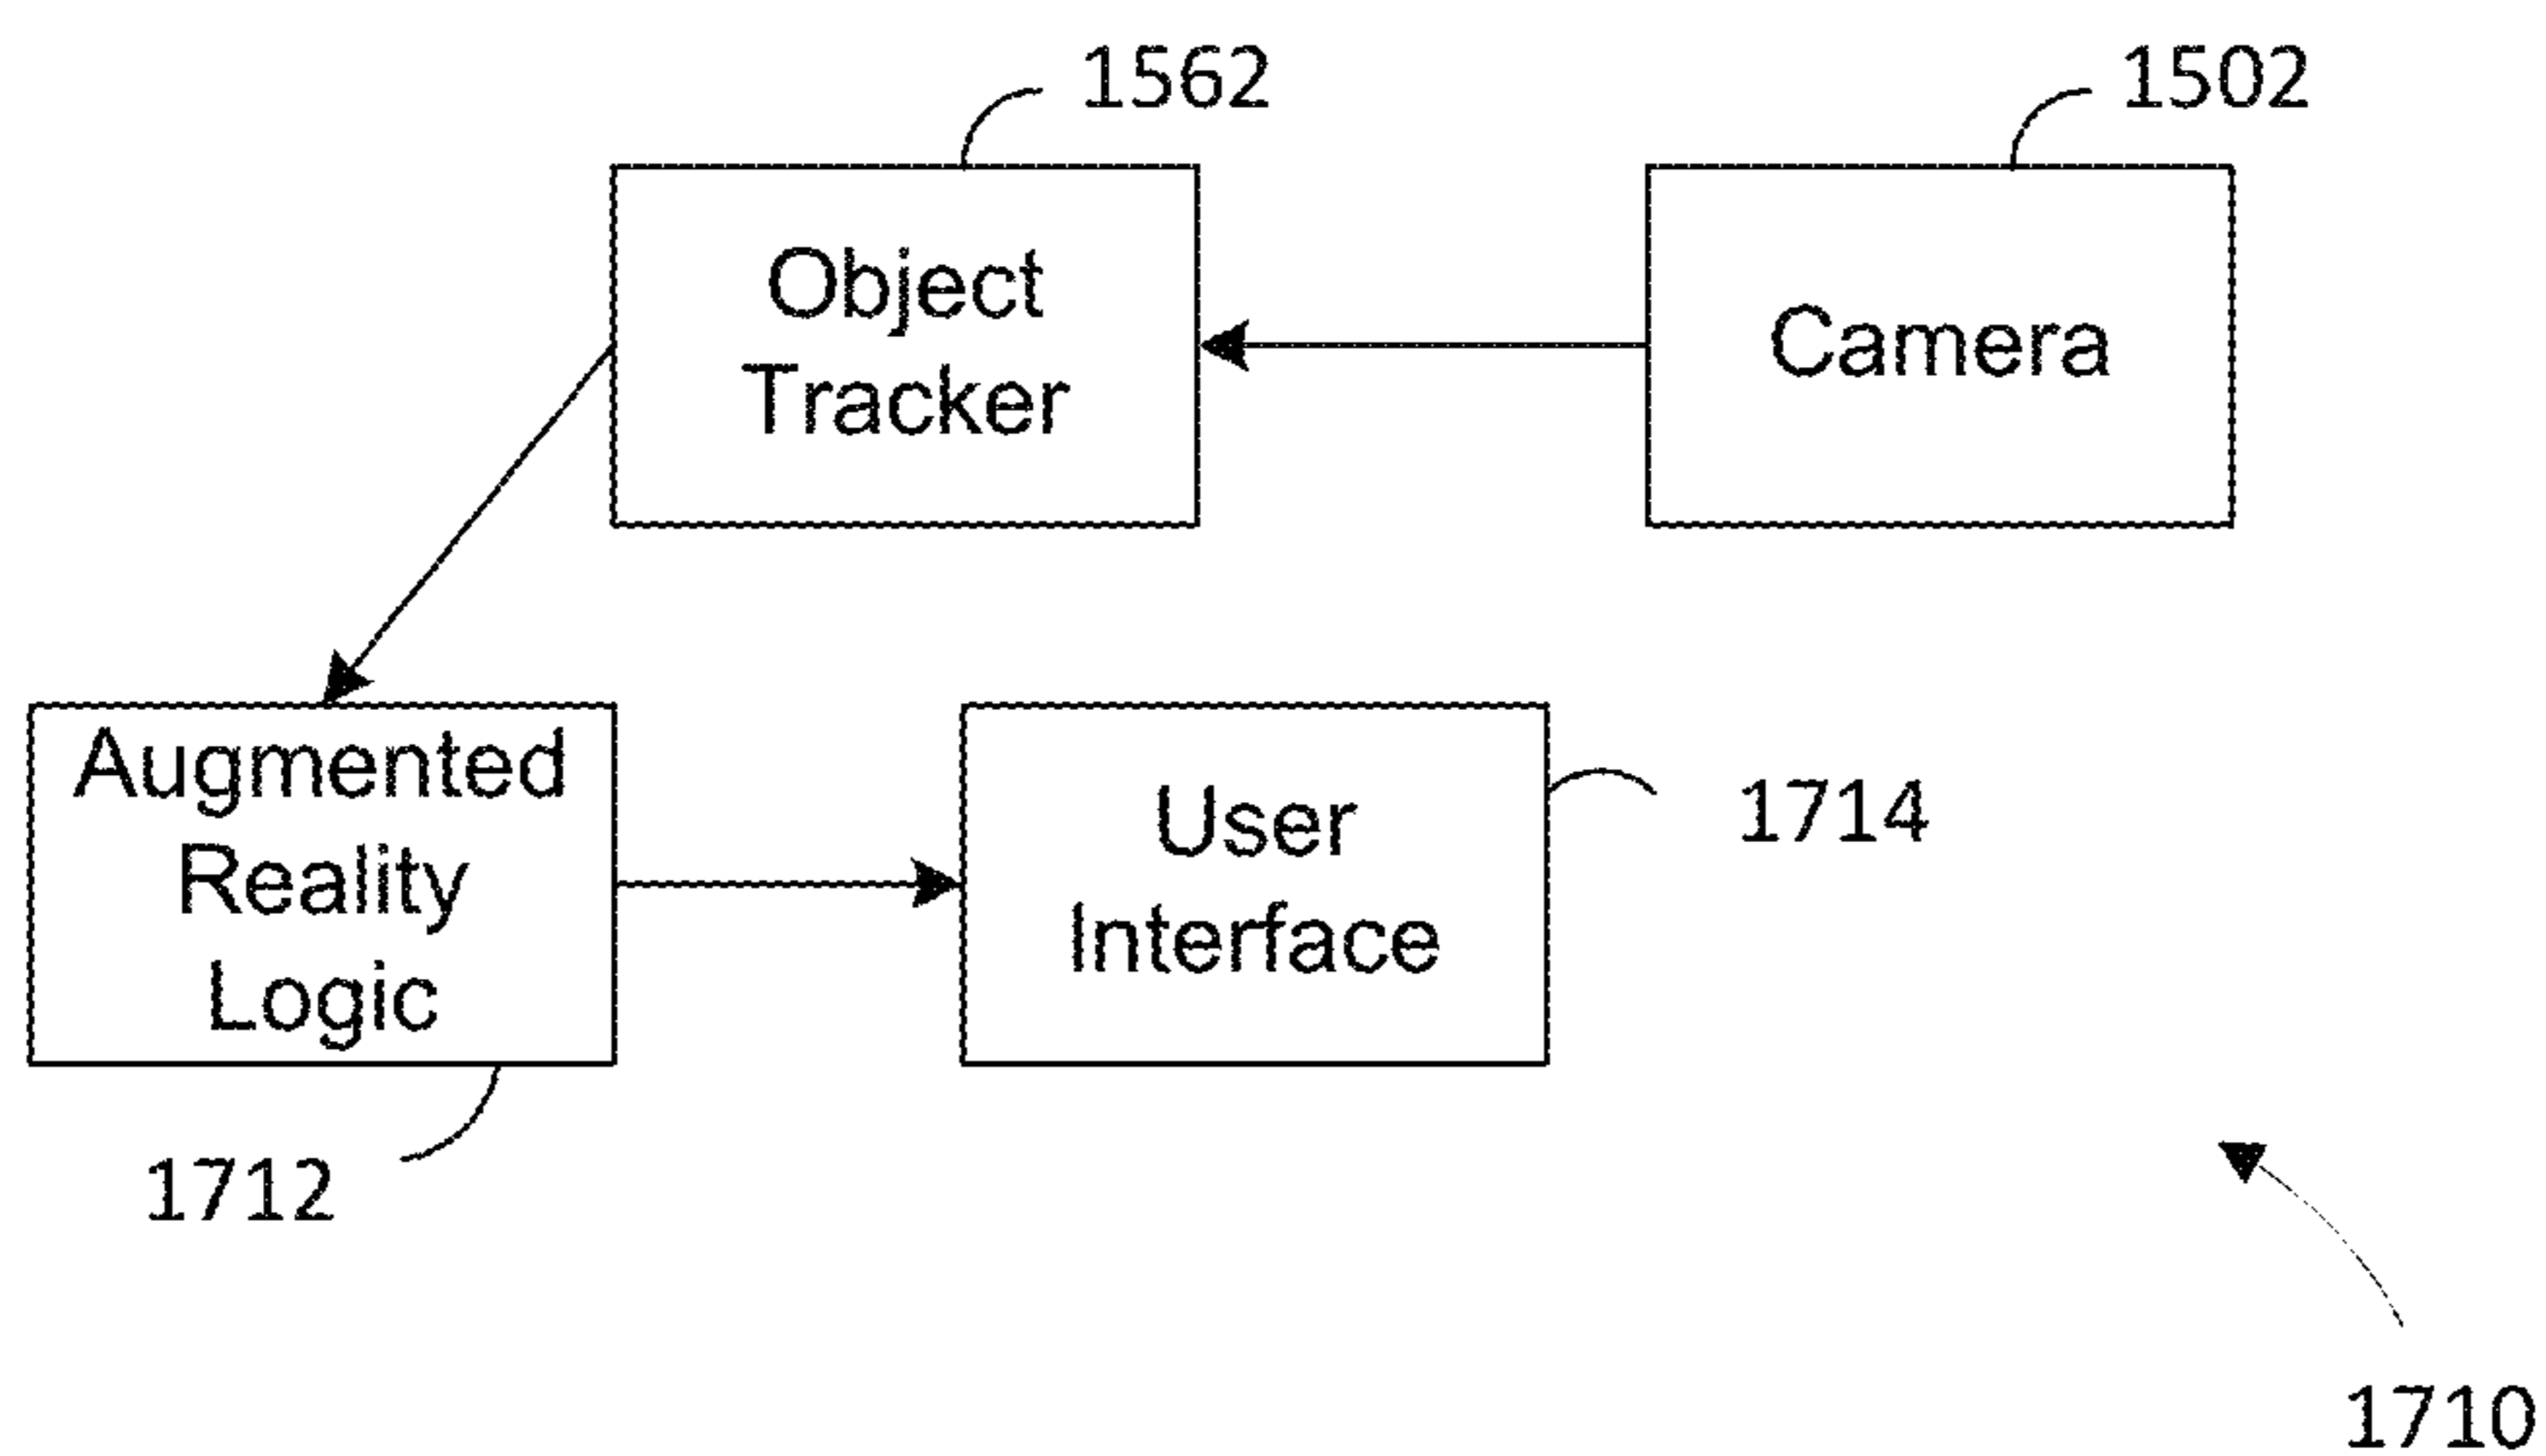 1562
1502
Object
Tracker
Camera
Augmented
Reality
Logic
User
Interface
1714
1712
1710